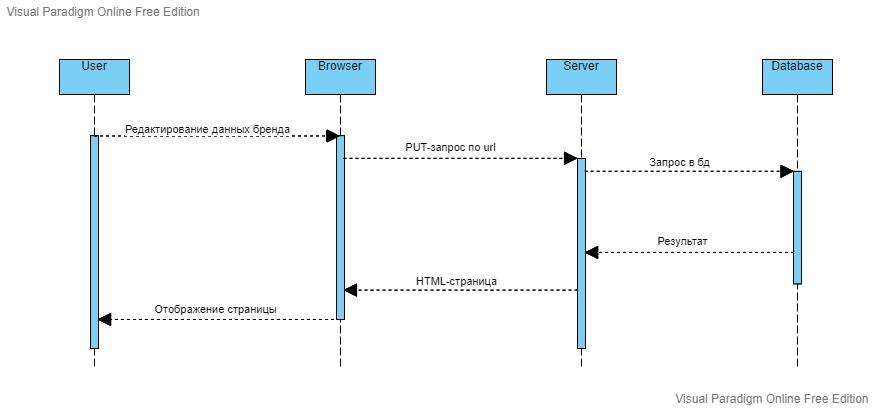 Visual Paradigm Online Free Edition
User
Browser
Server
Database
Редактирование данных бренда
PUT-запрос по url
Запрос в бд
Результат
HTML-страница
Отображение страницы
Visual Paradigm Online Free Edition